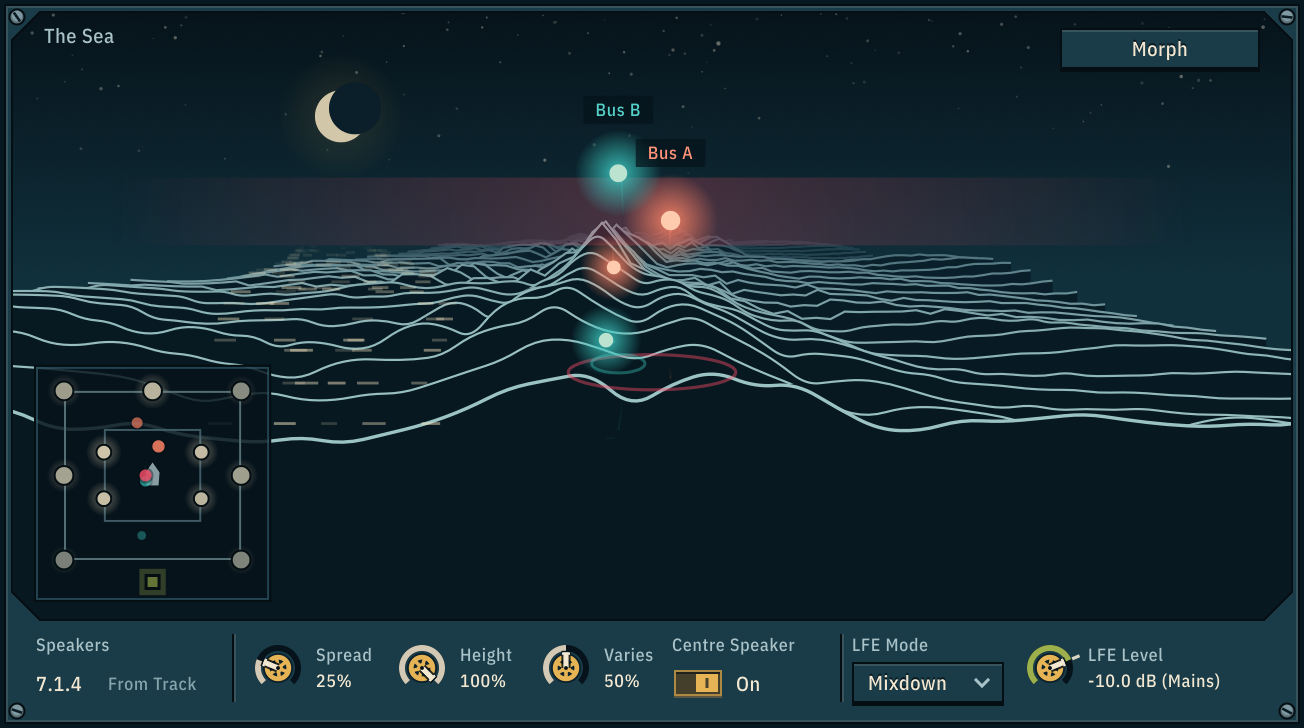 The Sea
Morph
Bus B
Bus A
Speakers
7.1.4 From Track
Spread
25%
Height
100%
Varies
50%
Centre Speaker
On
LFE Mode
Mixdown
LFE Level
-10.0 dB (Mains)